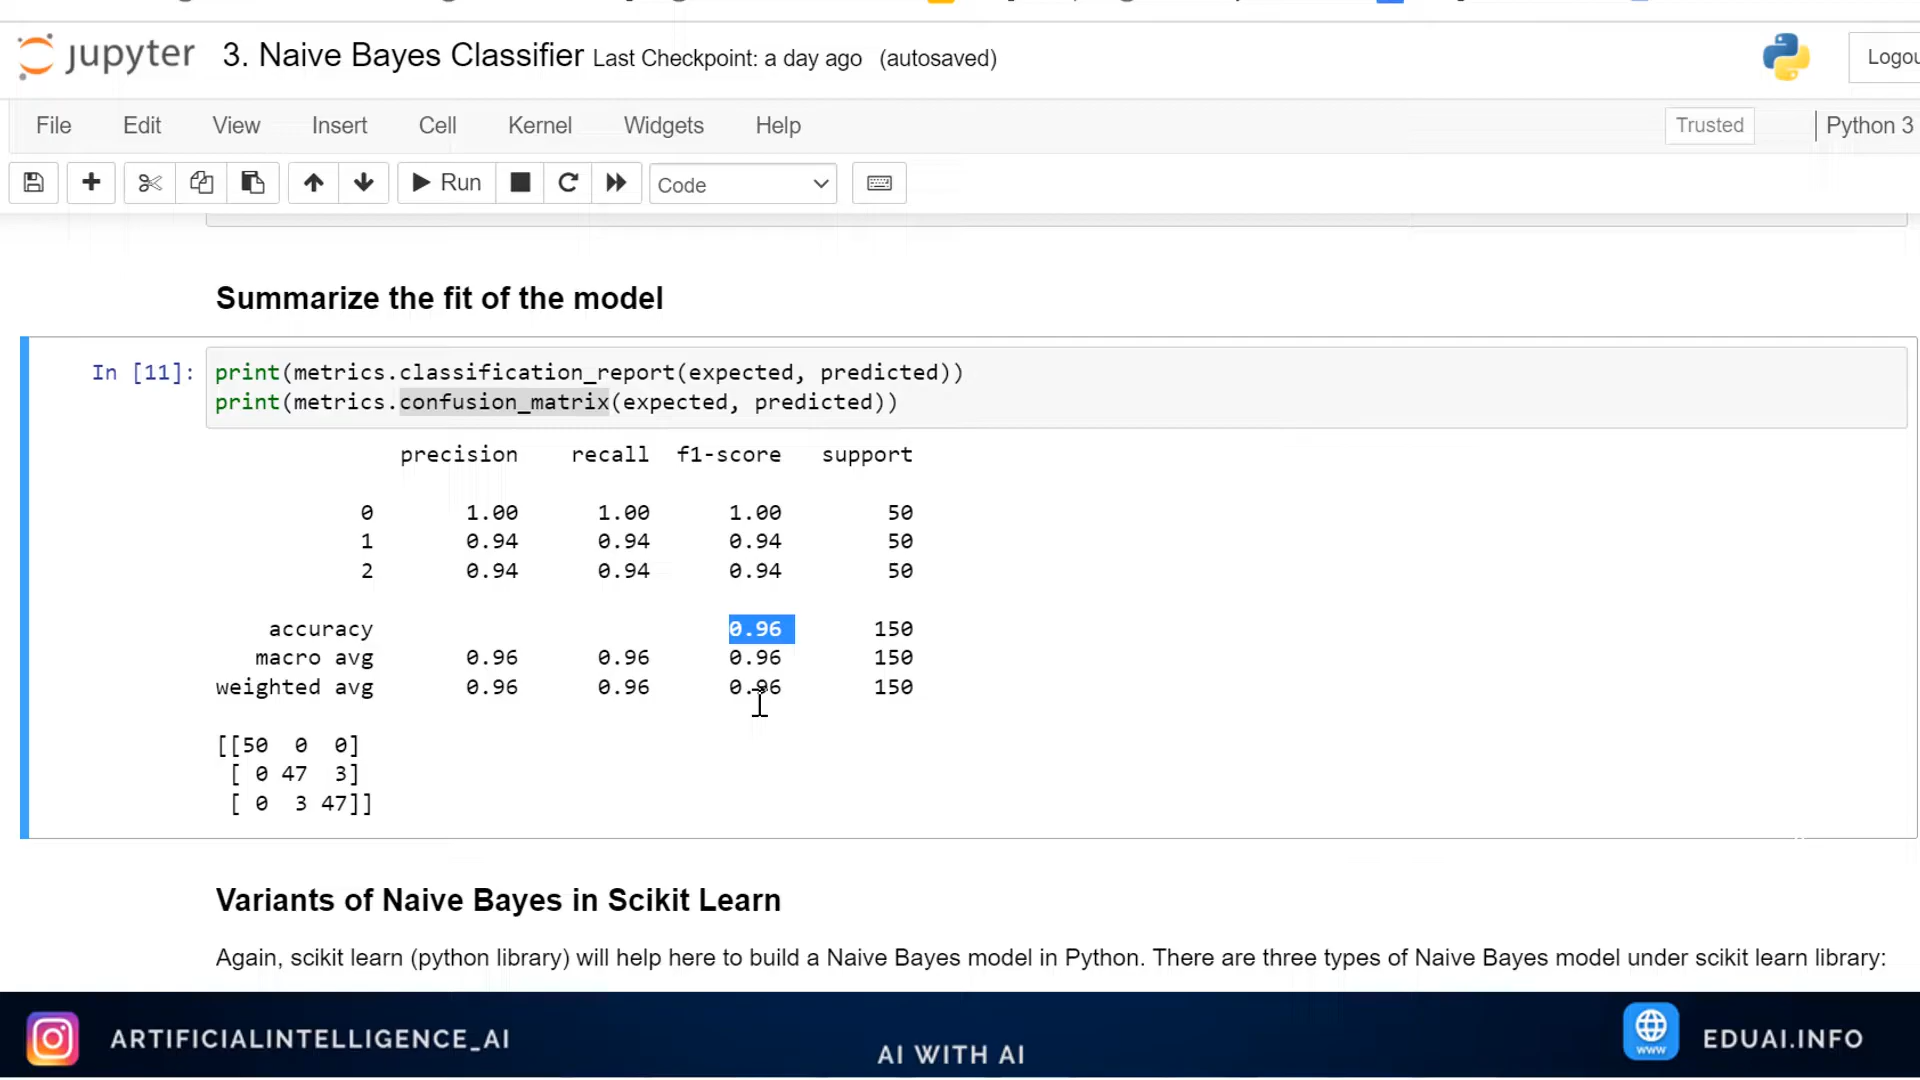 jupyter 3. Naive Bayes Classifier Last Checkpoint: a day ago (autosaved)
Logou
File Edit View Insert Cell Kernel Widgets Help Trusted Python 3
Run Code
Summarize the fit of the model
In [11]: print(metrics.classification_report(expected, predicted))
print(metrics.confusion_matrix(expected, predicted))
precision recall f1-score support
0 1.00 1.00 1.00 50
1 0.94 0.94 0.94 50
2 0.94 0.94 0.94 50
accuracy 0.96 150
macro avg 0.96 0.96 0.96 150
weighted avg 0.96 0.96 0.96 150
[[50 0 0]
[ 0 47 3]
[ 0 3 47]]
Variants of Naive Bayes in Scikit Learn
Again, scikit learn (python library) will help here to build a Naive Bayes model in Python. There are three types of Naive Bayes model under scikit learn library:
ARTIFICIALINTELLIGENCE_AI
AI WITH AI
www
EDUAI.INFO